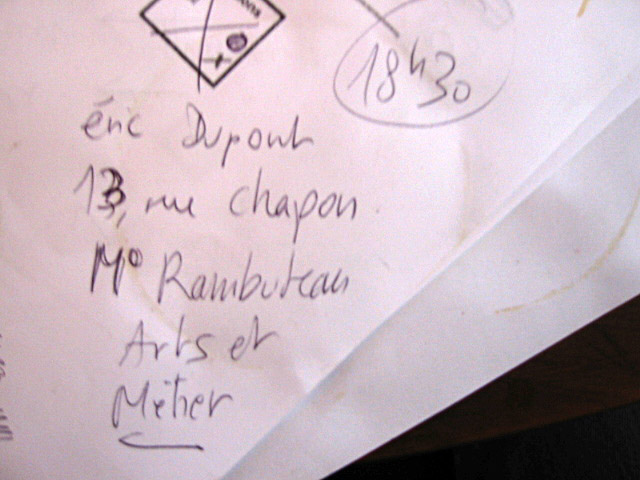 18h30
éric Dupont
13, rue chapon
M° Rambuteau
Arts et
Métier